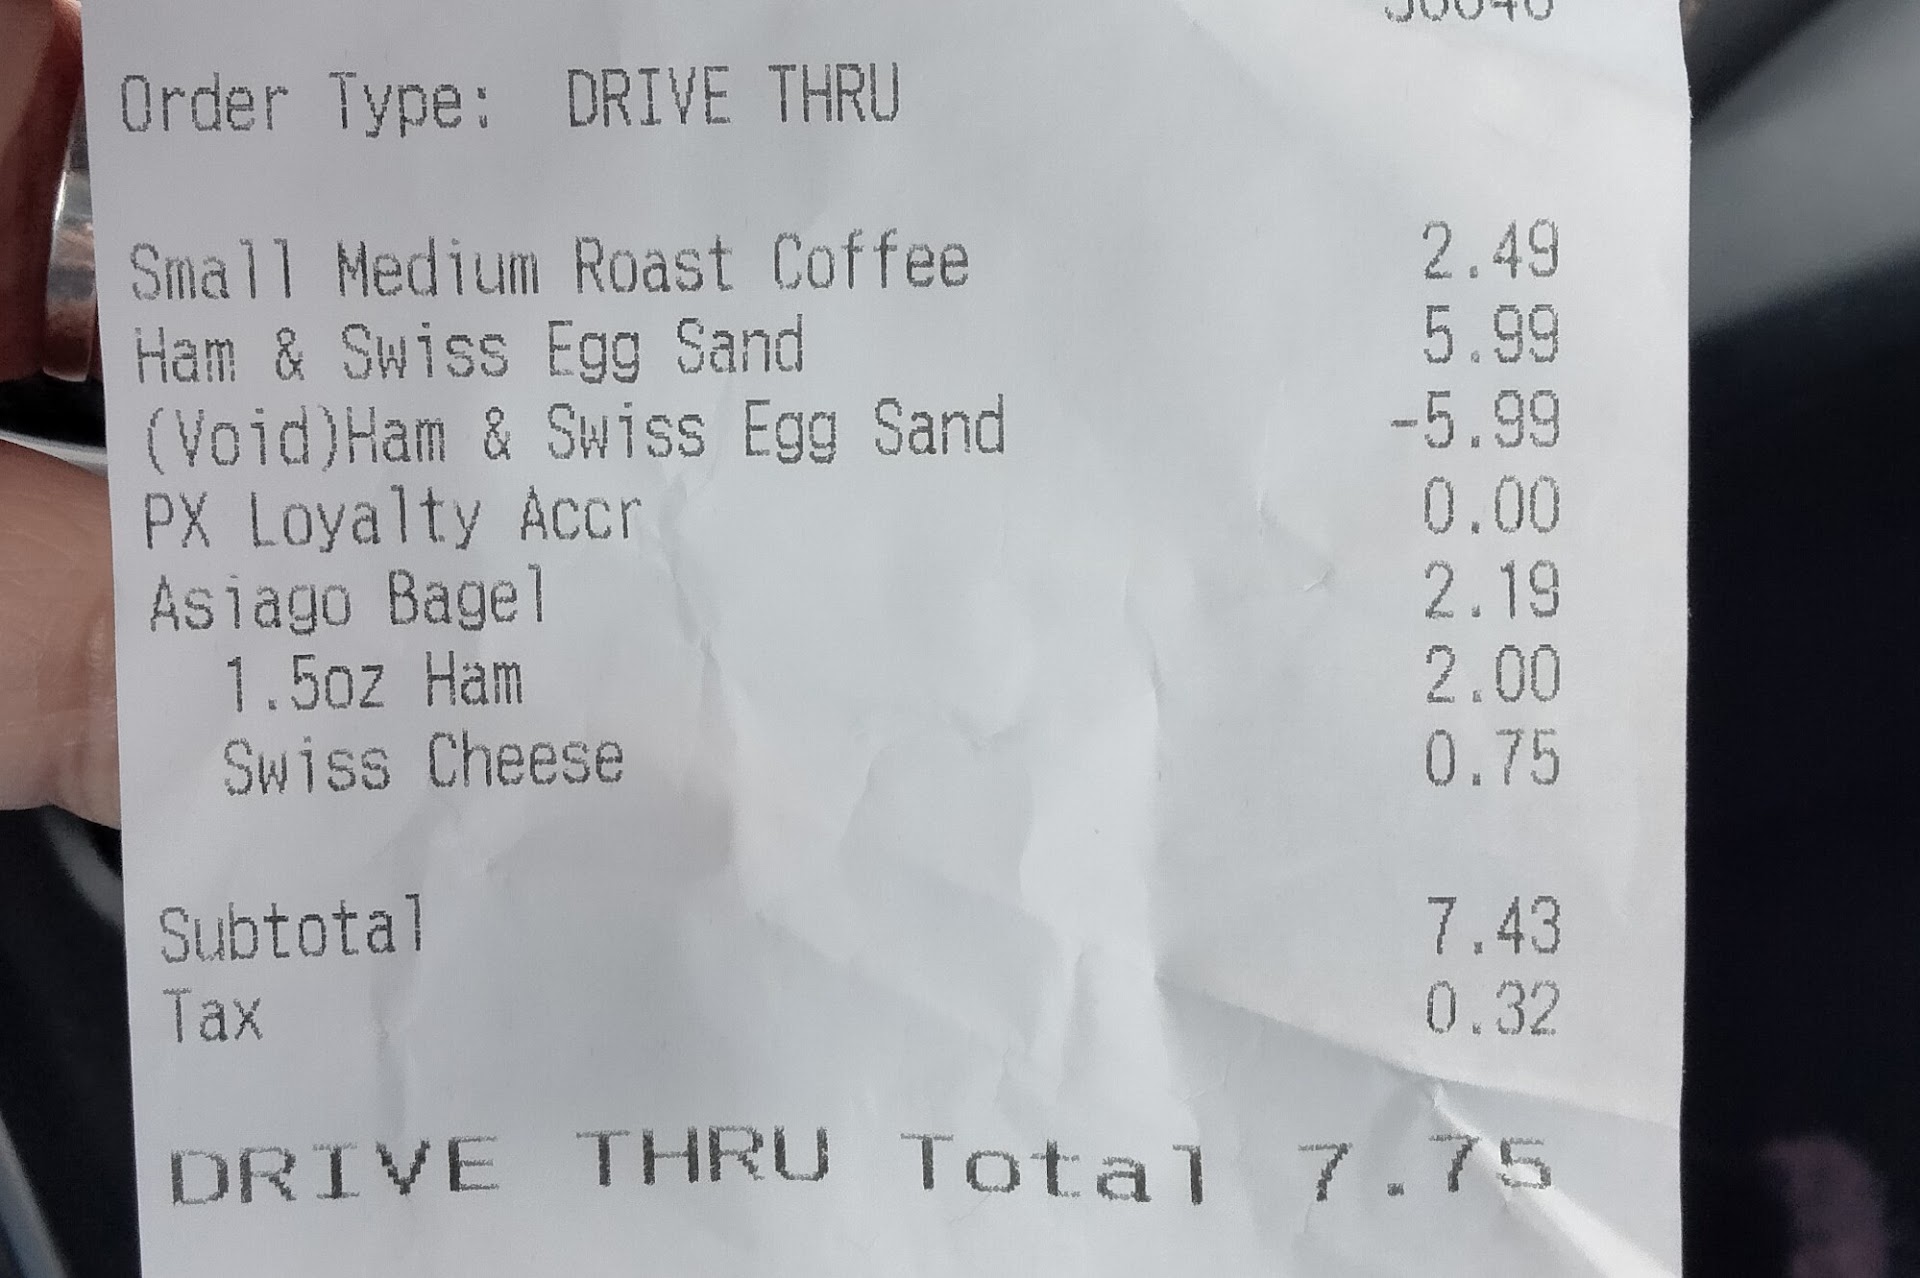 Order Type: DRIVE THRU
Small Medium Roast Coffee 2.49
Ham & Swiss Egg Sand 5.99
(Void)Ham & Swiss Egg Sand -5.99
PX Loyalty Accr 0.00
Asiago Bagel 2.19
1.5oz Ham 2.00
Swiss Cheese 0.75
Subtotal 7.43
Tax 0.32
DRIVE THRU Total 7.75